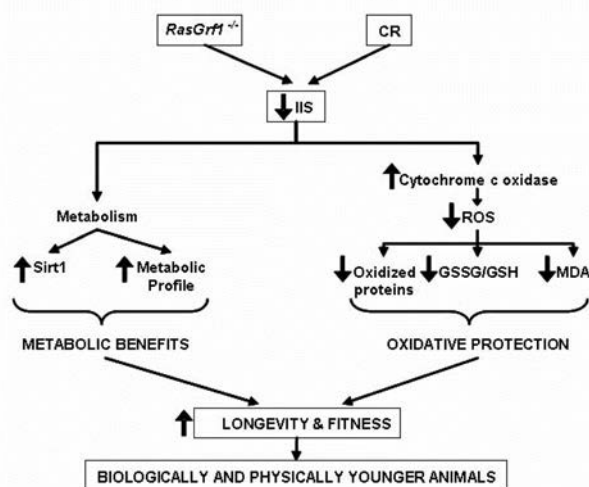 RasGrf1 -/-
CR
IIS
Cytochrome c oxidase
ROS
Metabolism
Sirt1
Metabolic
Profile
Oxidized
proteins
GSSG/GSH
MDA
METABOLIC BENEFITS
OXIDATIVE PROTECTION
LONGEVITY & FITNESS
BIOLOGICALLY AND PHYSICALLY YOUNGER ANIMALS